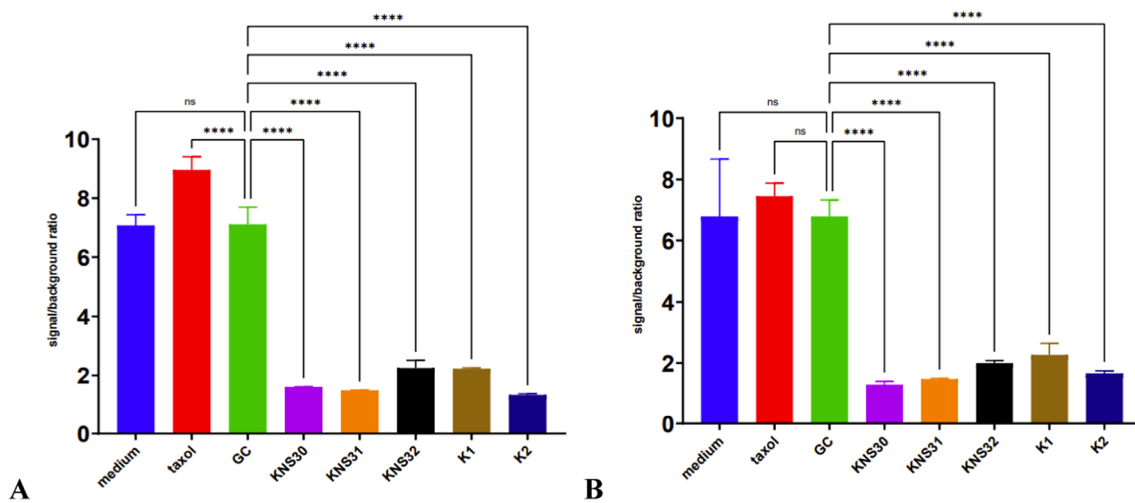 ****
****
****
ns
****
****
****
10
8
6
4
2
0
signal/background ratio
medium
taxol
GC
KNS30
KNS31
KNS32
K1
K2
A
****
****
****
ns
****
ns
****
10
8
6
4
2
0
signal/background ratio
medium
taxol
GC
KNS30
KNS31
KNS32
K1
K2
B